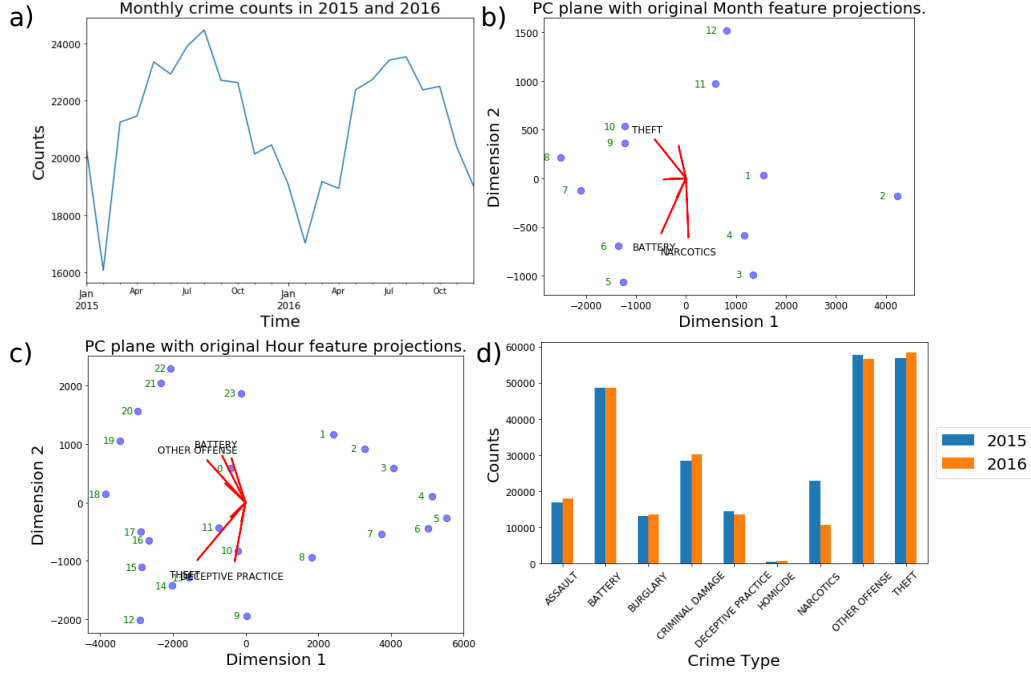 a)
Monthly crime counts in 2015 and 2016
24000
22000
20000
18000
16000
Counts
Jan
2015
Apr
Jul
Oct
Jan
2016
Apr
Jul
Oct
Time
b)
PC plane with original Month feature projections.
1500
1000
500
0
−500
−1000
Dimension 2
12
11
10
THEFT
9
8
7
1
2
6
BATTERY
NARCOTICS
4
5
3
−2000
−1000
0
1000
2000
3000
4000
Dimension 1
c)
PC plane with original Hour feature projections.
2000
1000
0
−1000
−2000
Dimension 2
22
21
23
20
19
1
BATTERY
OTHER OFFENSE
2
0
3
18
4
5
17
11
6
16
7
10
8
15
THEFT
DECEPTIVE PRACTICE
14
12
9
−4000
−2000
0
2000
4000
6000
Dimension 1
d)
60000
50000
40000
30000
20000
10000
0
Counts
ASSAULT
BATTERY
BURGLARY
CRIMINAL DAMAGE
DECEPTIVE PRACTICE
HOMICIDE
NARCOTICS
OTHER OFFENSE
THEFT
Crime Type
2015
2016